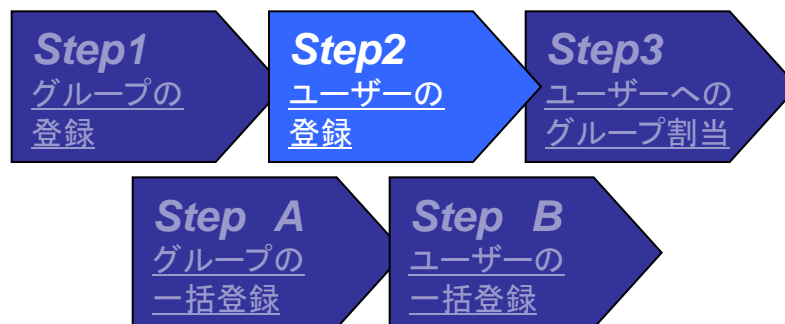 Step1
グループの
登録
Step2
ユーザーの
登録
Step3
ユーザーへの
グループ割当
Step A
グループの
一括登録
Step B
ユーザーの
一括登録